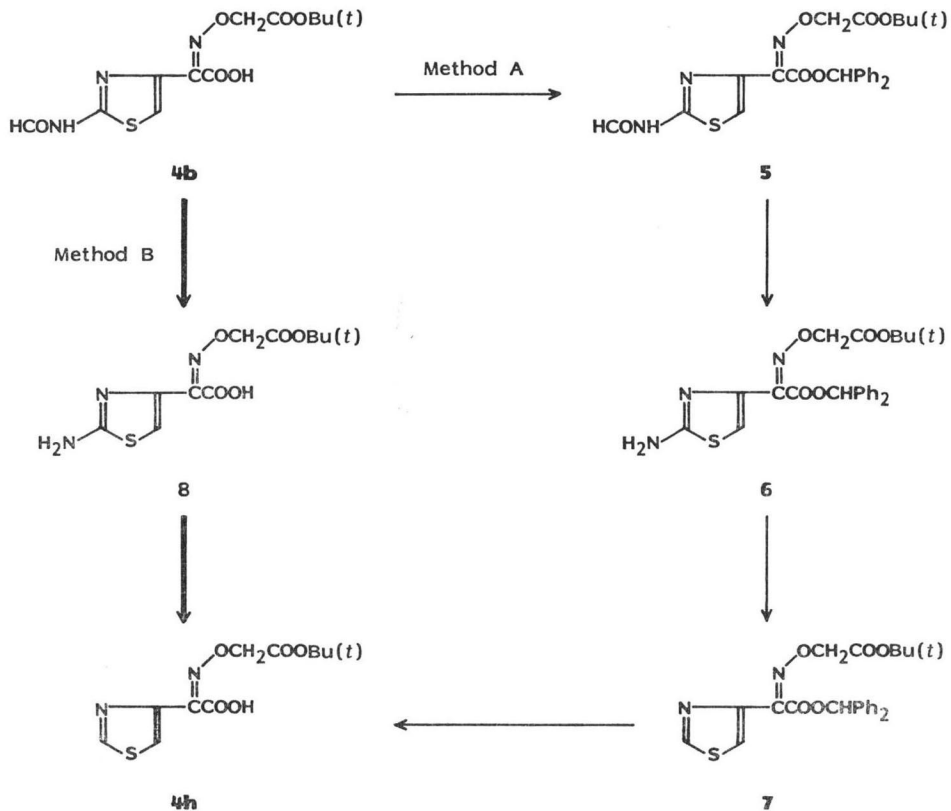 OCH2COOBu(t)
N
N
CCOOH
HCONH
S
4b
Method A
OCH2COOBu(t)
N
N
CCOOCHPh2
HCONH
S
5
Method B
OCH2COOBu(t)
N
N
CCOOH
H2N
S
8
OCH2COOBu(t)
N
N
CCOOCHPh2
H2N
S
6
OCH2COOBu(t)
N
N
CCOOH
S
4h
OCH2COOBu(t)
N
N
CCOOCHPh2
S
7